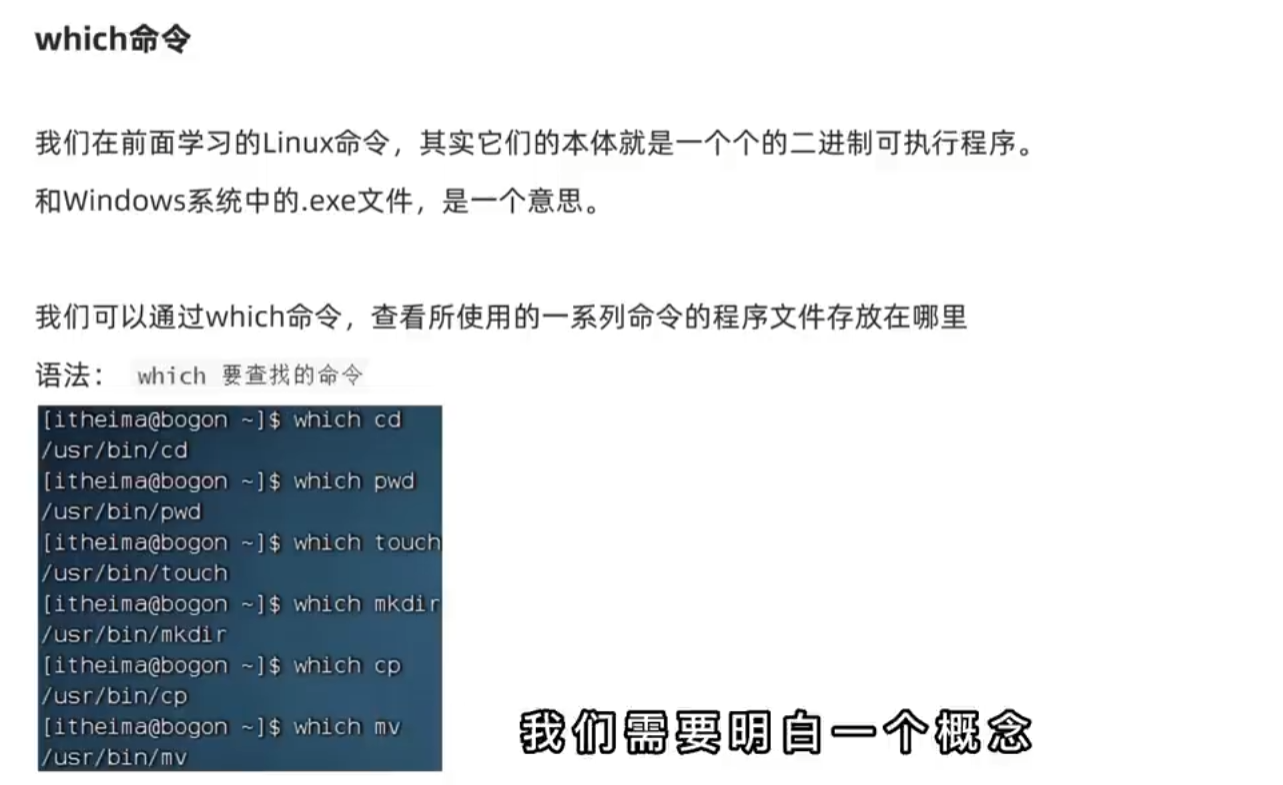 which命令
我们在前面学习的Linux命令，其实它们的本体就是一个个的二进制可执行程序。
和Windows系统中的.exe文件，是一个意思。
我们可以通过which命令，查看所使用的一系列命令的程序文件存放在哪里
语法： which 要查找的命令
[itheima@bogon ~]$ which cd
/usr/bin/cd
[itheima@bogon ~]$ which pwd
/usr/bin/pwd
[itheima@bogon ~]$ which touch
/usr/bin/touch
[itheima@bogon ~]$ which mkdir
/usr/bin/mkdir
[itheima@bogon ~]$ which cp
/usr/bin/cp
[itheima@bogon ~]$ which mv
/usr/bin/mv
我们需要明白一个概念